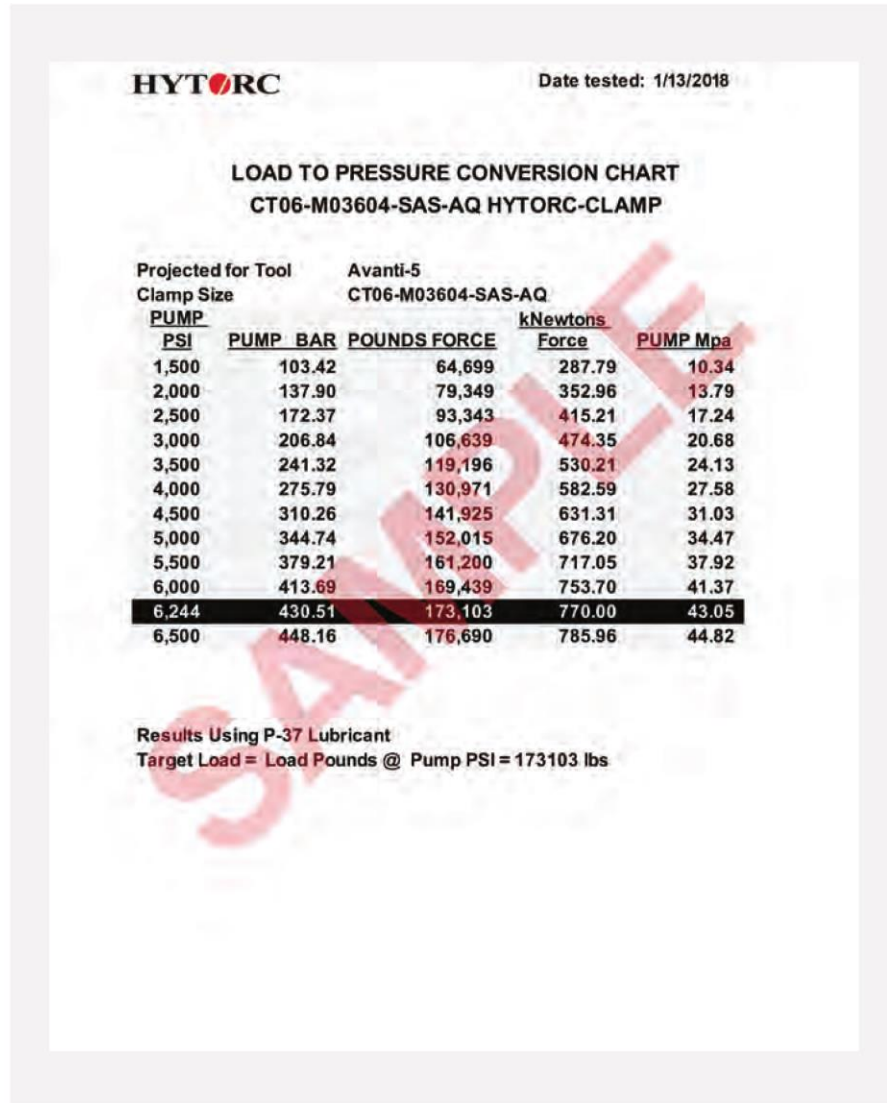 HYTORC Date tested: 1/13/2018
LOAD TO PRESSURE CONVERSION CHART
CT06-M03604-SAS-AQ HYTORC-CLAMP
Projected for Tool Avanti-5
Clamp Size CT06-M03604-SAS-AQ
PUMP kNewtons
PSI PUMP BAR POUNDS FORCE Force PUMP Mpa
1,500 103.42 64,699 287.79 10.34
2,000 137.90 79,349 352.96 13.79
2,500 172.37 93,343 415.21 17.24
3,000 206.84 106,639 474.35 20.68
3,500 241.32 119,196 530.21 24.13
4,000 275.79 130,971 582.59 27.58
4,500 310.26 141,925 631.31 31.03
5,000 344.74 152,015 676.20 34.47
5,500 379.21 161,200 717.05 37.92
6,000 413.69 169,439 753.70 41.37
6,244 430.51 173,103 770.00 43.05
6,500 448.16 176,690 785.96 44.82
SAMPLE
Results Using P-37 Lubricant
Target Load = Load Pounds @ Pump PSI = 173103 lbs